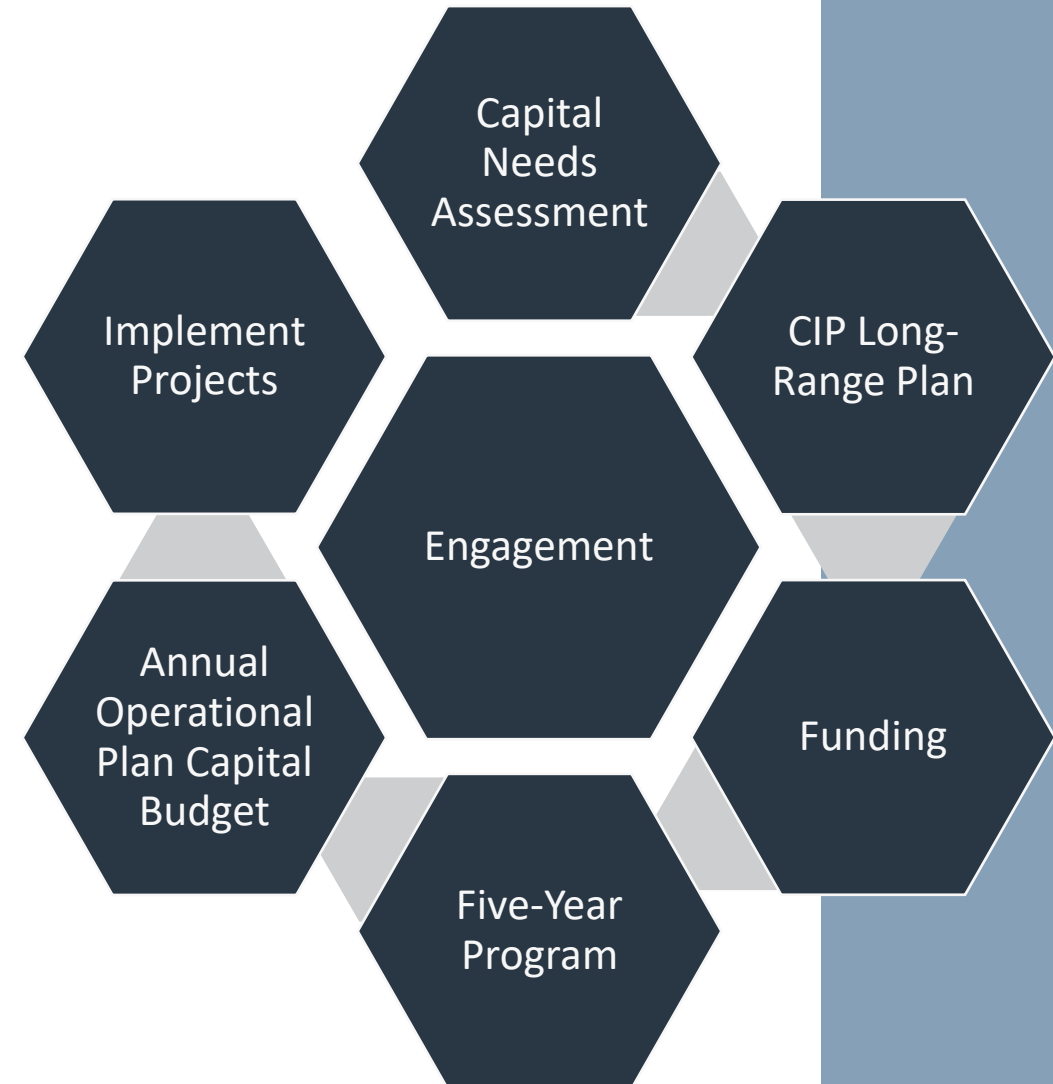 Capital
Needs
Assessment
CIP Long-
Range Plan
Funding
Five-Year
Program
Annual
Operational
Plan Capital
Budget
Implement
Projects
Engagement